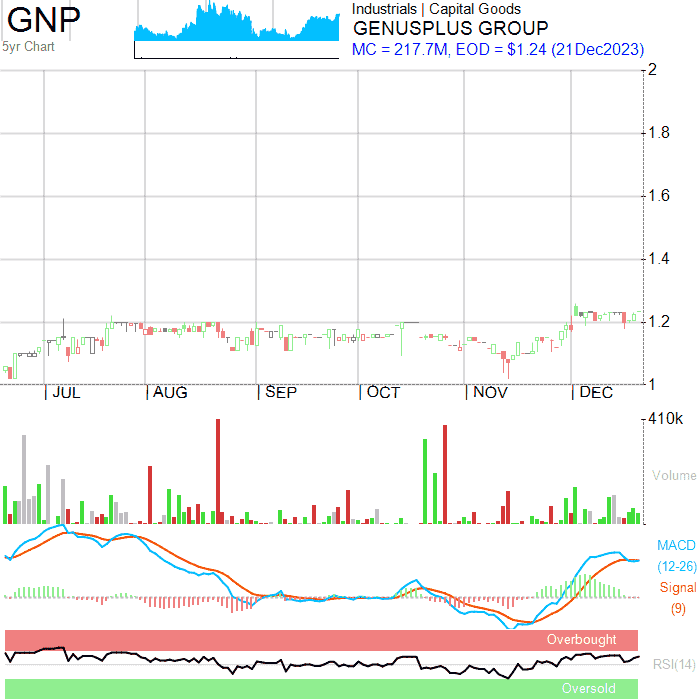 GNP
5yr Chart
Industrials | Capital Goods
GENUSPLUS GROUP
MC = 217.7M, EOD = $1.24 (21Dec2023)
2
1.8
1.6
1.4
1.2
1
JUL AUG SEP OCT NOV DEC
410k
Volume
MACD
(12-26)
Signal
(9)
Overbought
RSI(14)
Oversold